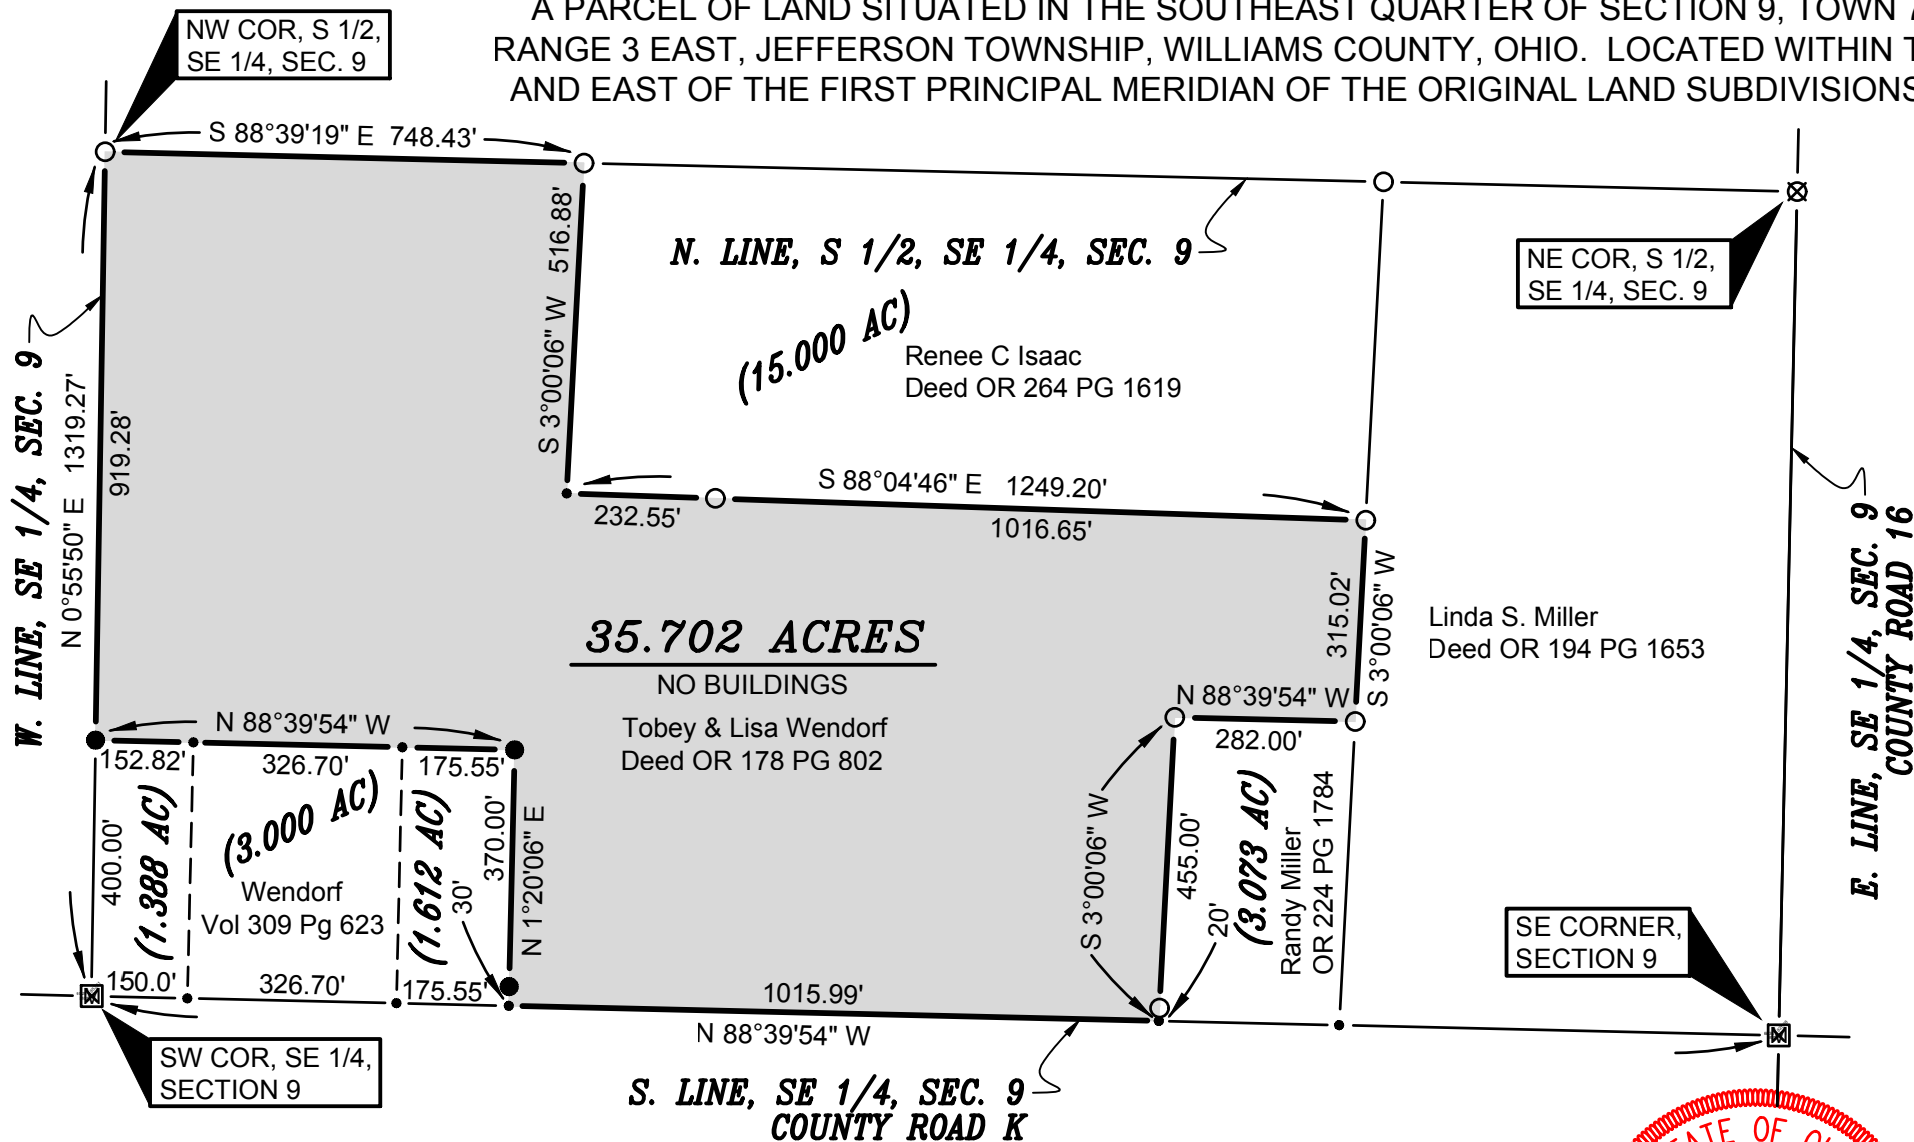 A PARCEL OF LAND SITUATED IN THE SOUTHEAST QUARTER OF SECTION 9, TOWN 7
RANGE 3 EAST, JEFFERSON TOWNSHIP, WILLIAMS COUNTY, OHIO. LOCATED WITHIN T
AND EAST OF THE FIRST PRINCIPAL MERIDIAN OF THE ORIGINAL LAND SUBDIVISIONS
NW COR, S 1/2,
SE 1/4, SEC. 9
S 88°39'19" E 748.43'
S 3°00'06" W 516.88'
N. LINE, S 1/2, SE 1/4, SEC. 9
NE COR, S 1/2,
SE 1/4, SEC. 9
(15.000 AC)
Renee C Isaac
Deed OR 264 PG 1619
W. LINE, SE 1/4, SEC. 9
N 0°55'50" E 1319.27'
919.28'
S 88°04'46" E 1249.20'
232.55'
1016.65'
315.02'
S 3°00'06" W
Linda S. Miller
Deed OR 194 PG 1653
E. LINE, SE 1/4, SEC. 9
COUNTY ROAD 16
35.702 ACRES
NO BUILDINGS
Tobey & Lisa Wendorf
Deed OR 178 PG 802
N 88°39'54" W
282.00'
N 88°39'54" W
152.82'
326.70'
175.55'
400.00'
(1.388 AC)
(3.000 AC)
Wendorf
Vol 309 Pg 623
(1.612 AC)
30'
370.00'
N 1°20'06" E
S 3°00'06" W
455.00'
20'
(3.073 AC)
Randy Miller
OR 224 PG 1784
150.0'
326.70'
175.55'
1015.99'
N 88°39'54" W
SE CORNER,
SECTION 9
SW COR, SE 1/4,
SECTION 9
S. LINE, SE 1/4, SEC. 9
COUNTY ROAD K
OF